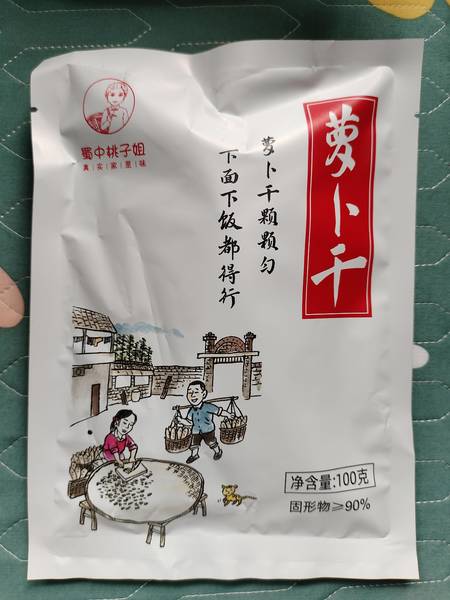 蜀中桃子姐
真实家里味
萝卜干
萝卜干颗颗匀
下面下饭都得行
净含量:100克
固形物≥90%